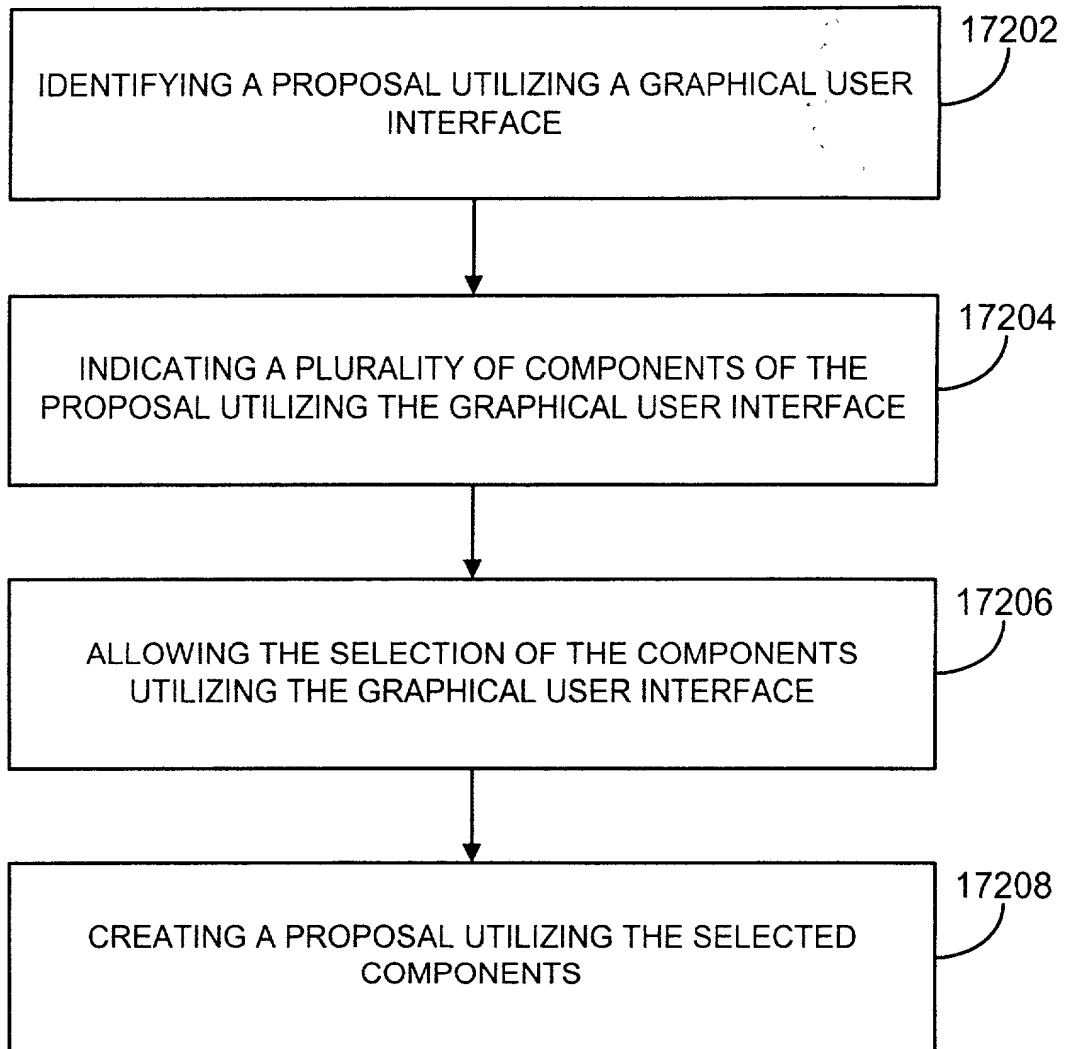 17202
IDENTIFYING A PROPOSAL UTILIZING A GRAPHICAL USER
INTERFACE
17204
INDICATING A PLURALITY OF COMPONENTS OF THE
PROPOSAL UTILIZING THE GRAPHICAL USER INTERFACE
17206
ALLOWING THE SELECTION OF THE COMPONENTS
UTILIZING THE GRAPHICAL USER INTERFACE
17208
CREATING A PROPOSAL UTILIZING THE SELECTED
COMPONENTS